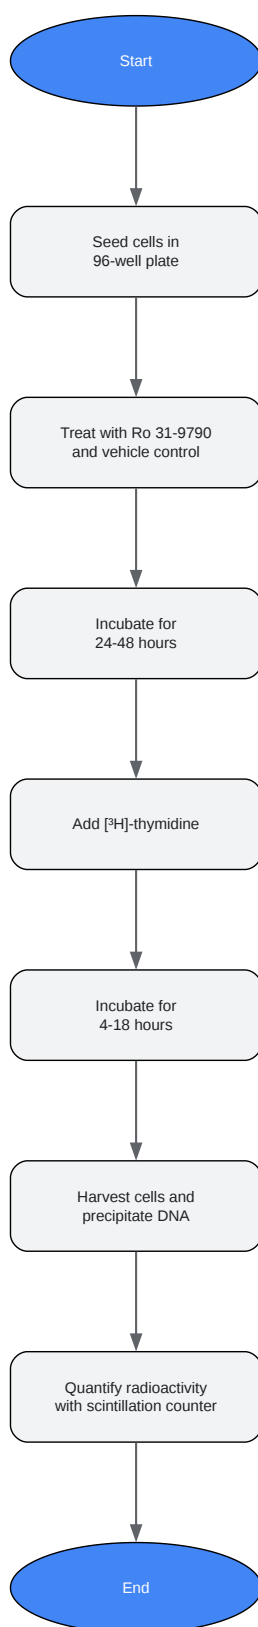 Start
Seed cells in
96-well plate
Treat with Ro 31-9790
and vehicle control
Incubate for
24-48 hours
Add [³H]-thymidine
Incubate for
4-18 hours
Harvest cells and
precipitate DNA
Quantify radioactivity
with scintillation counter
End